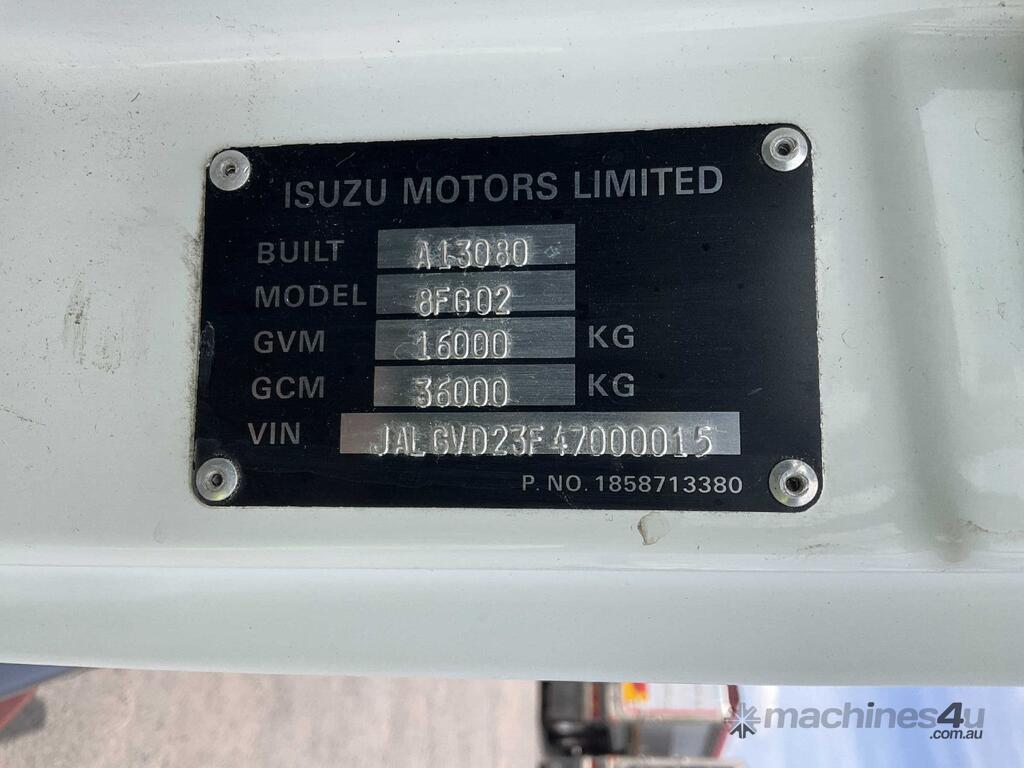 ISUZU MOTORS LIMITED
BUILT A13080
MODEL 8FG02
GVM 16000 KG
GCM 36000 KG
VIN JALGVD23F47000015
P. NO. 1858713380
machines4u
.com.au